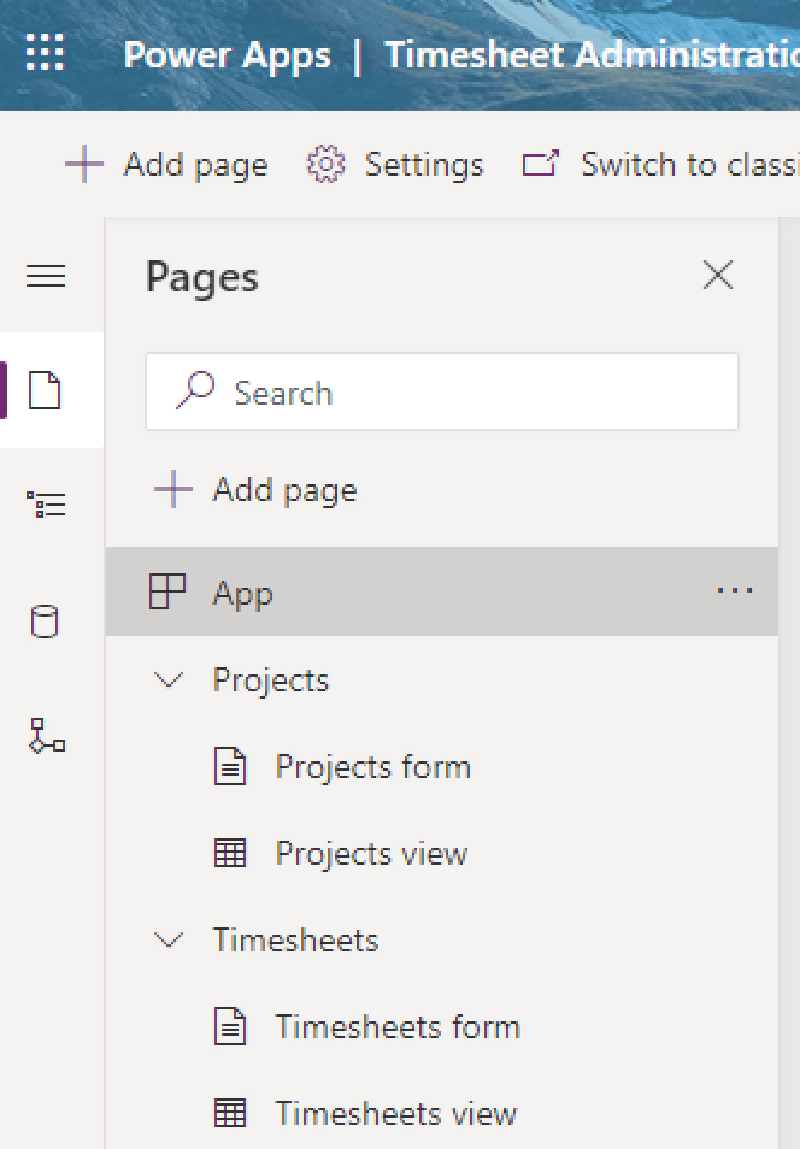 Power Apps | Timesheet Administratio
Add page Settings Switch to classi
Pages
Search
Add page
App ...
Projects
Projects form
Projects view
Timesheets
Timesheets form
Timesheets view